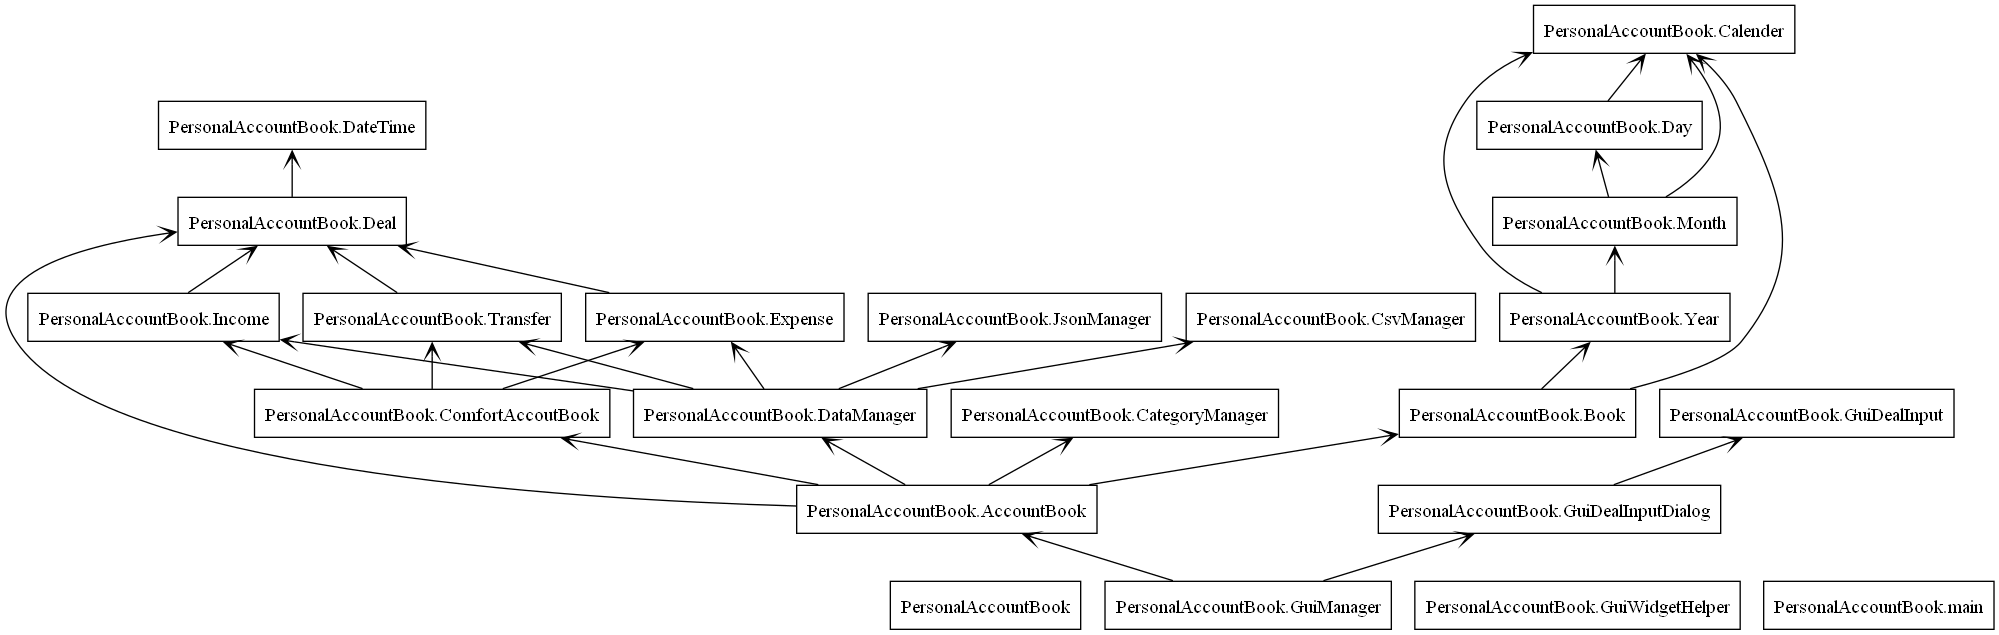 PersonalAccountBook.Calender
PersonalAccountBook.DateTime
PersonalAccountBook.Day
PersonalAccountBook.Deal
PersonalAccountBook.Month
PersonalAccountBook.Income
PersonalAccountBook.Transfer
PersonalAccountBook.Expense
PersonalAccountBook.JsonManager
PersonalAccountBook.CsvManager
PersonalAccountBook.Year
PersonalAccountBook.ComfortAccoutBook
PersonalAccountBook.DataManager
PersonalAccountBook.CategoryManager
PersonalAccountBook.Book
PersonalAccountBook.GuiDealInput
PersonalAccountBook.AccountBook
PersonalAccountBook.GuiDealInputDialog
PersonalAccountBook
PersonalAccountBook.GuiManager
PersonalAccountBook.GuiWidgetHelper
PersonalAccountBook.main